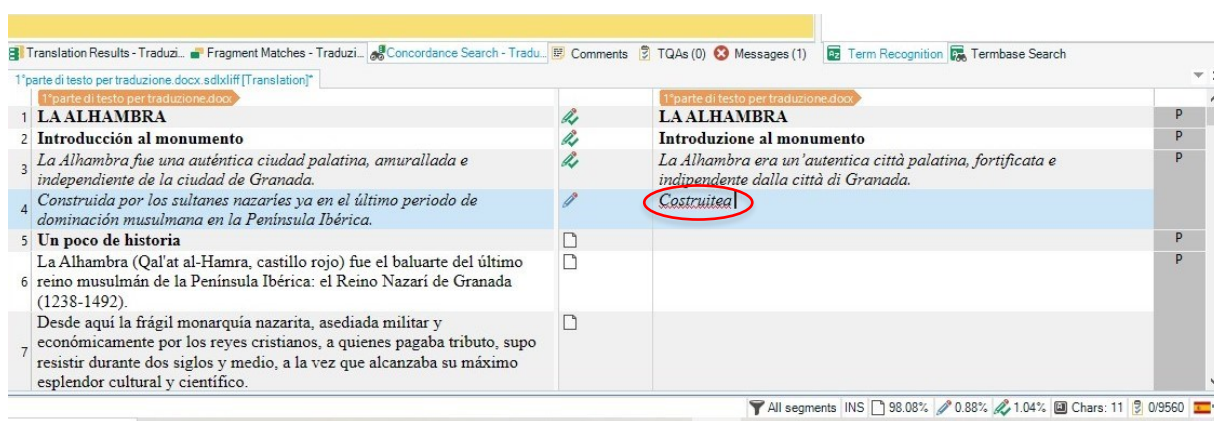 Translation Results - Traduzi... Fragment Matches - Traduzi... Concordance Search - Tradu... Comments TQAs (0) Messages (1) Term Recognition Termbase Search
1°parte di testo per traduzione.docx.sdlxliff [Translation]*
1°parte di testo per traduzione.docx 1°parte di testo per traduzione.docx
1 LA ALHAMBRA LA ALHAMBRA P
2 Introducción al monumento Introduzione al monumento P
3 La Alhambra fue una auténtica ciudad palatina, amurallada e
independiente de la ciudad de Granada.
La Alhambra era un'autentica città palatina, fortificata e
indipendente dalla città di Granada.
P
4 Construida por los sultanes nazaríes ya en el último periodo de
dominación musulmana en la Península Ibérica.
Costruitea
5 Un poco de historia P
6 La Alhambra (Qal'at al-Hamra, castillo rojo) fue el baluarte del último
reino musulmán de la Península Ibérica: el Reino Nazarí de Granada
(1238-1492).
P
7 Desde aquí la frágil monarquía nazarita, asediada militar y
económicamente por los reyes cristianos, a quienes pagaba tributo, supo
resistir durante dos siglos y medio, a la vez que alcanzaba su máximo
esplendor cultural y científico.
All segments INS 98.08% 0.88% 1.04% Chars: 11 0/9560